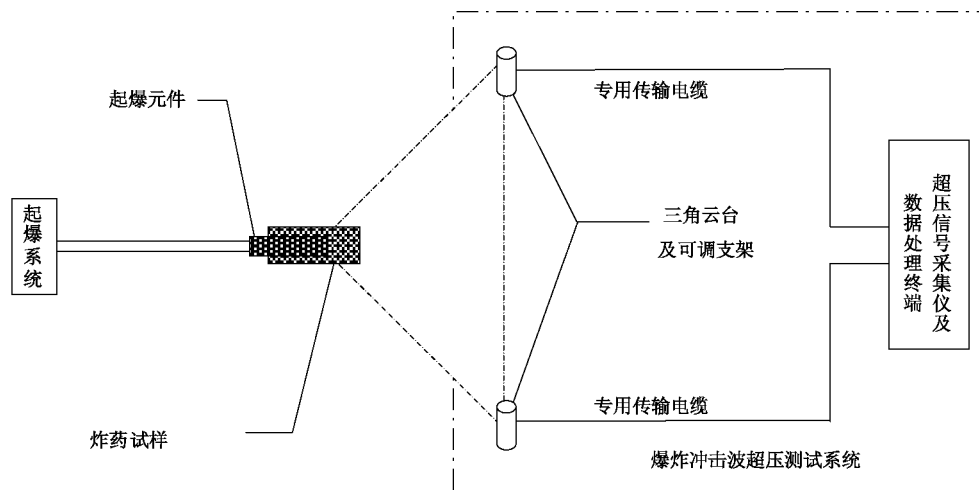 起爆元件
起爆系统
炸药试样
专用传输电缆
三角云台
及可调支架
超压信号采集仪及
数据处理终端
专用传输电缆
爆炸冲击波超压测试系统